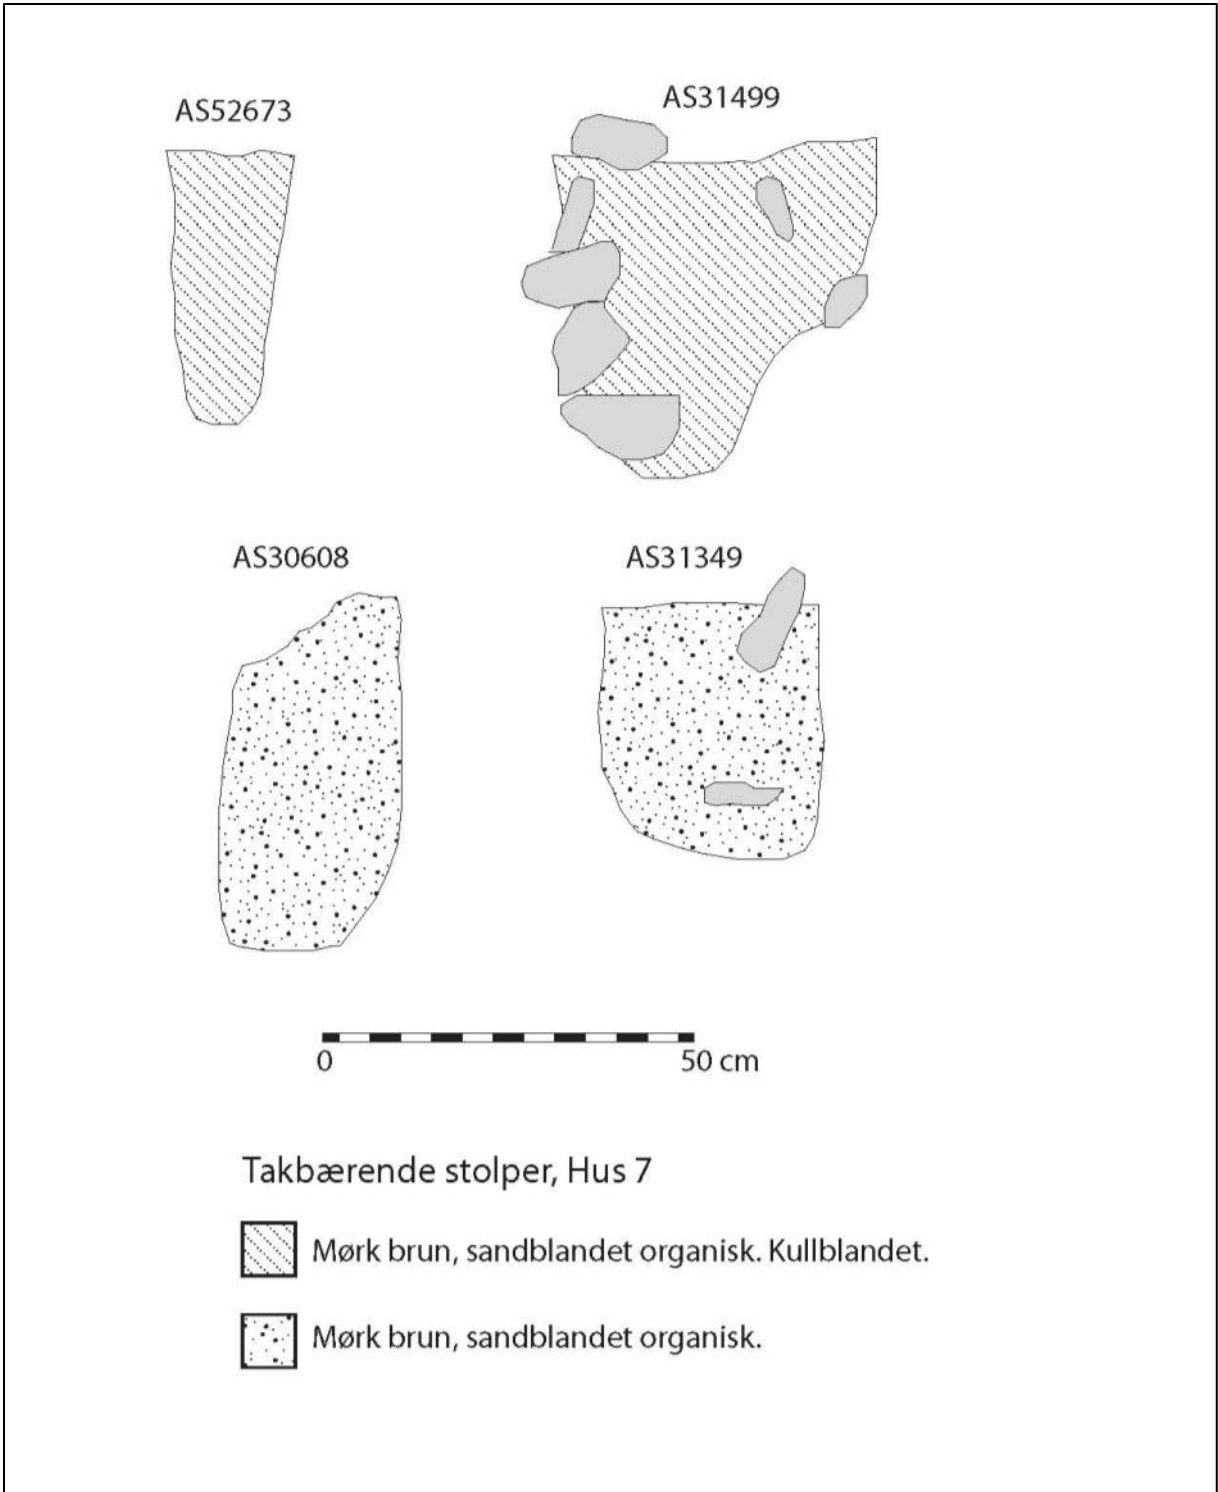 AS52673
AS31499
AS30608
AS31349
0
50 cm
Takbærende stolper, Hus 7
Mørk brun, sandblandet organisk. Kullblandet.
Mørk brun, sandblandet organisk.